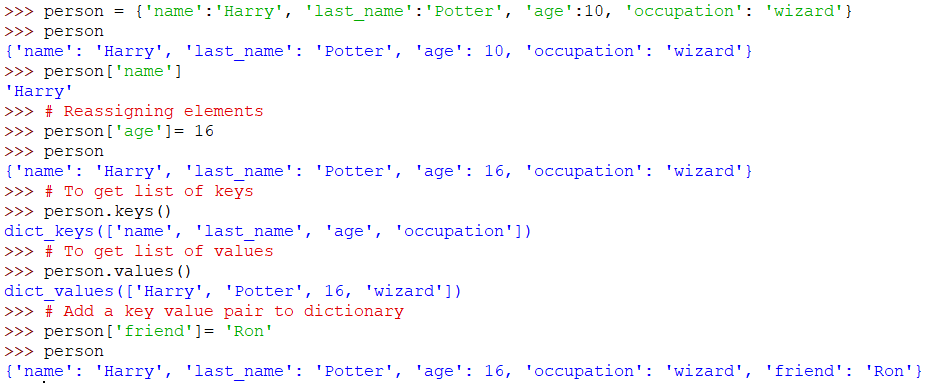 >>> person = {'name':'Harry', 'last_name':'Potter', 'age':10, 'occupation': 'wizard'}
>>> person
{'name': 'Harry', 'last_name': 'Potter', 'age': 10, 'occupation': 'wizard'}
>>> person['name']
'Harry'
>>> # Reassigning elements
>>> person['age']= 16
>>> person
{'name': 'Harry', 'last_name': 'Potter', 'age': 16, 'occupation': 'wizard'}
>>> # To get list of keys
>>> person.keys()
dict_keys(['name', 'last_name', 'age', 'occupation'])
>>> # To get list of values
>>> person.values()
dict_values(['Harry', 'Potter', 16, 'wizard'])
>>> # Add a key value pair to dictionary
>>> person['friend']= 'Ron'
>>> person
{'name': 'Harry', 'last_name': 'Potter', 'age': 16, 'occupation': 'wizard', 'friend': 'Ron'}